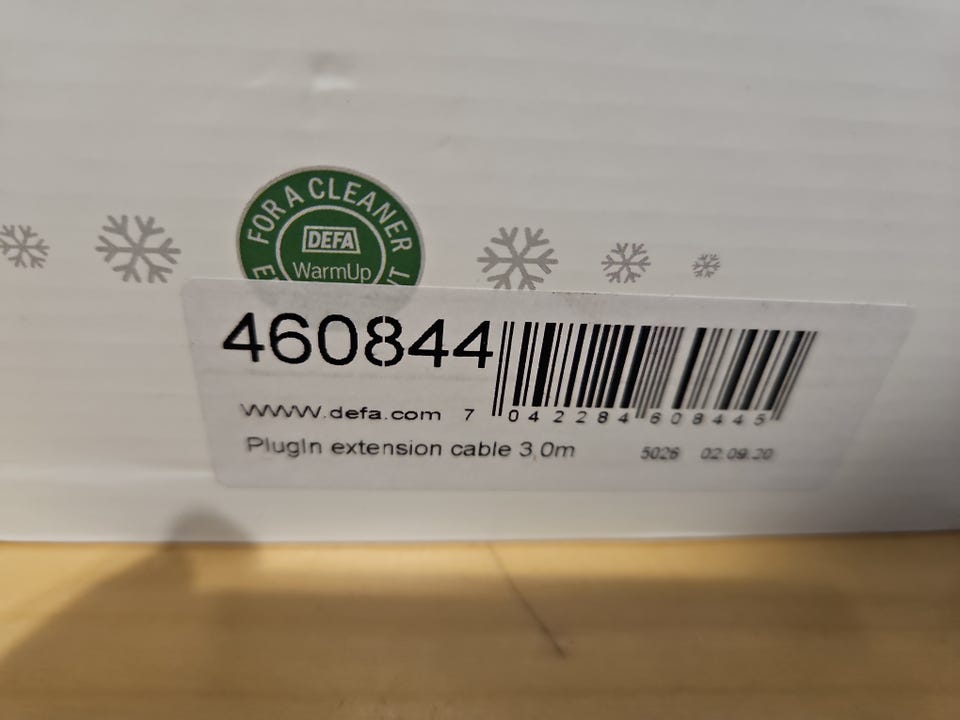 FOR A CLEANER
DEFA
WarmUp
460844
www.defa.com 7 042284 608445
PlugIn extension cable 3,0m 5026 02.09.20